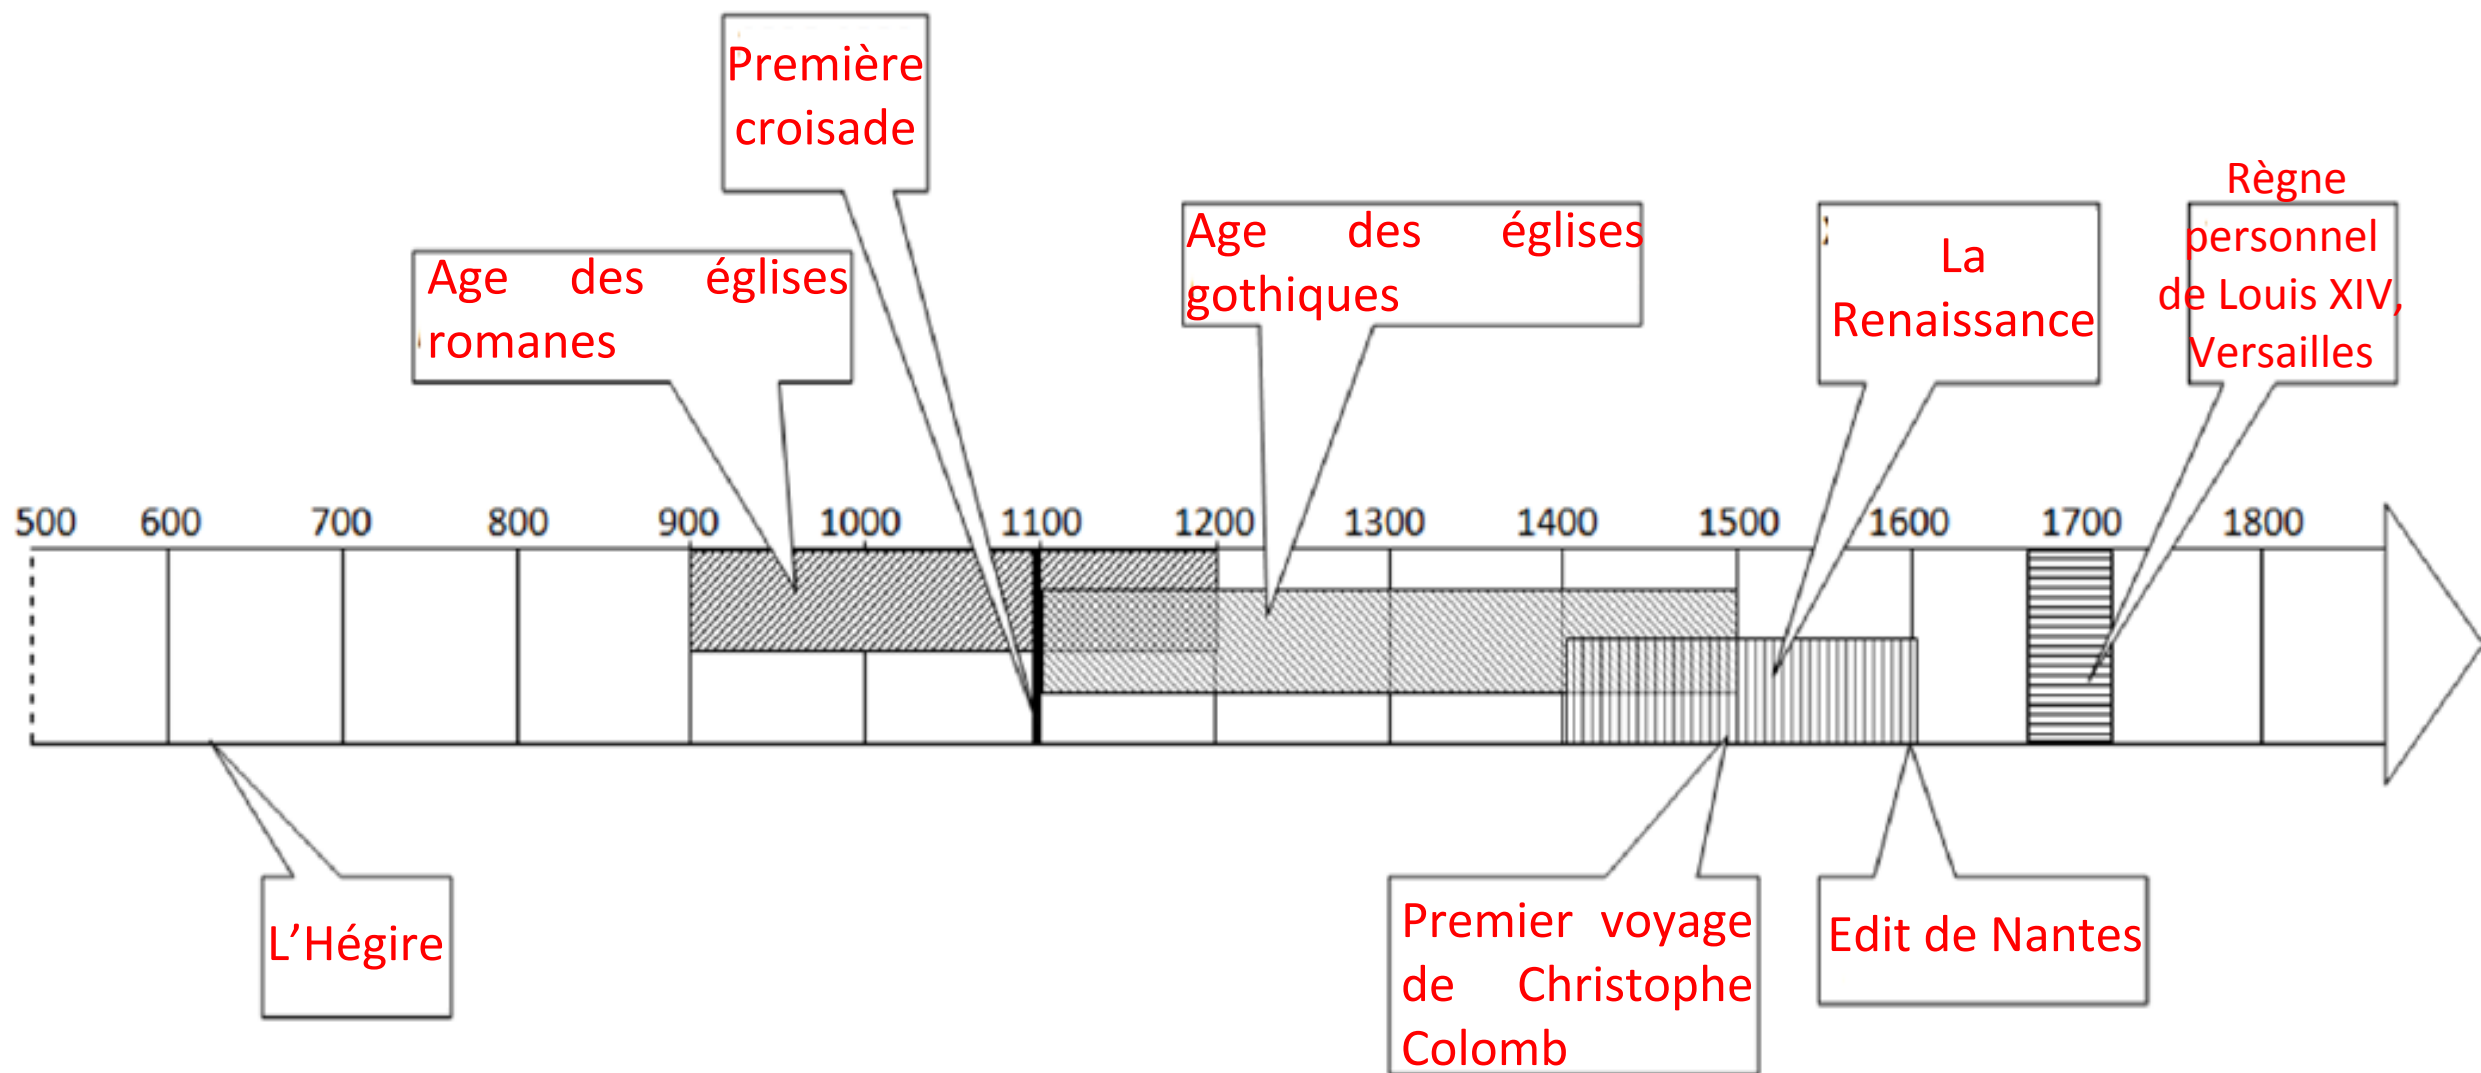 Première
croisade
Règne
personnel
de Louis XIV,
Versailles
Age des églises
gothiques
La
Renaissance
Age des églises
romanes
500 600 700 800 900 1000 1100 1200 1300 1400 1500 1600 1700 1800
L’Hégire
Premier voyage
de Christophe
Colomb
Edit de Nantes